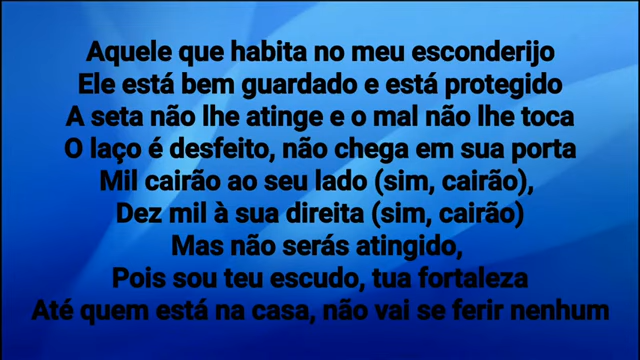 Aquele que habita no meu esconderijo
Ele está bem guardado e está protegido
A seta não lhe atinge e o mal não lhe toca
O laço é desfeito, não chega em sua porta
Mil cairão ao seu lado (sim, cairão),
Dez mil à sua direita (sim, cairão)
Mas não serás atingido,
Pois sou teu escudo, tua fortaleza
Até quem está na casa, não vai se ferir nenhum